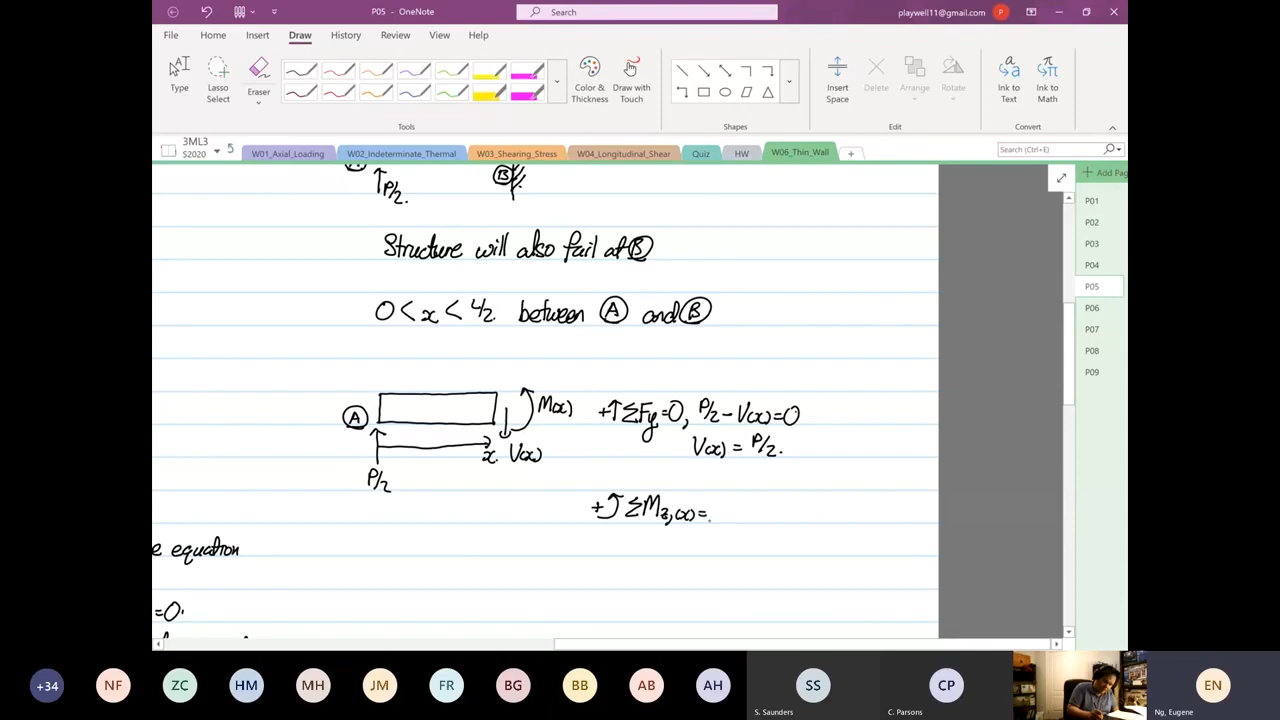 P05 - OneNote
Search
playwell11@gmail.com
P
File Home Insert Draw History Review View Help
Type
Lasso Select
Eraser
Color & Thickness
Draw with Touch
Insert Space
Delete
Arrange
Rotate
Ink to Text
Ink to Math
Tools
Shapes
Edit
Convert
3ML3 S2020
5
W01_Axial_Loading
W02_Indeterminate_Thermal
W03_Shearing_Stress
W04_Longitudinal_Shear
Quiz
HW
W06_Thin_Wall
Search (Ctrl+E)
Add Pag
P01
P02
P03
P04
P05
P06
P07
P08
P09
P/2.
B
Structure will also fail at B
0 < x < L/2. between A and B
A
M(x)
x. V(x)
P/2
+↑ΣFy=0, P/2 - V(x)=0
V(x) = P/2.
+ ΣMz,(x)=
e equation
=0.
+34 NF ZC HM MH JM FR BG BB AB AH SS CP EN
S. Saunders
C. Parsons
Ng, Eugene